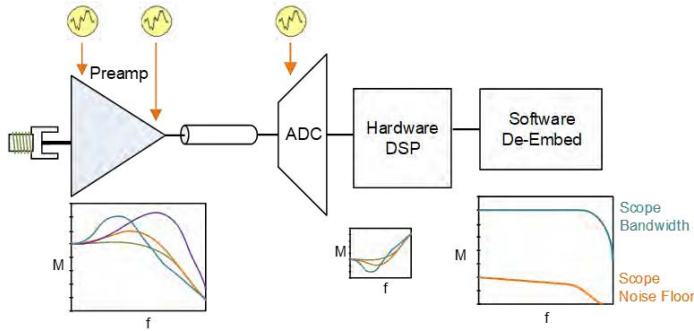 Preamp
ADC
Hardware
DSP
Software
De-Embed
M
f
M
f
M
f
Scope
Bandwidth
Scope
Noise Floor